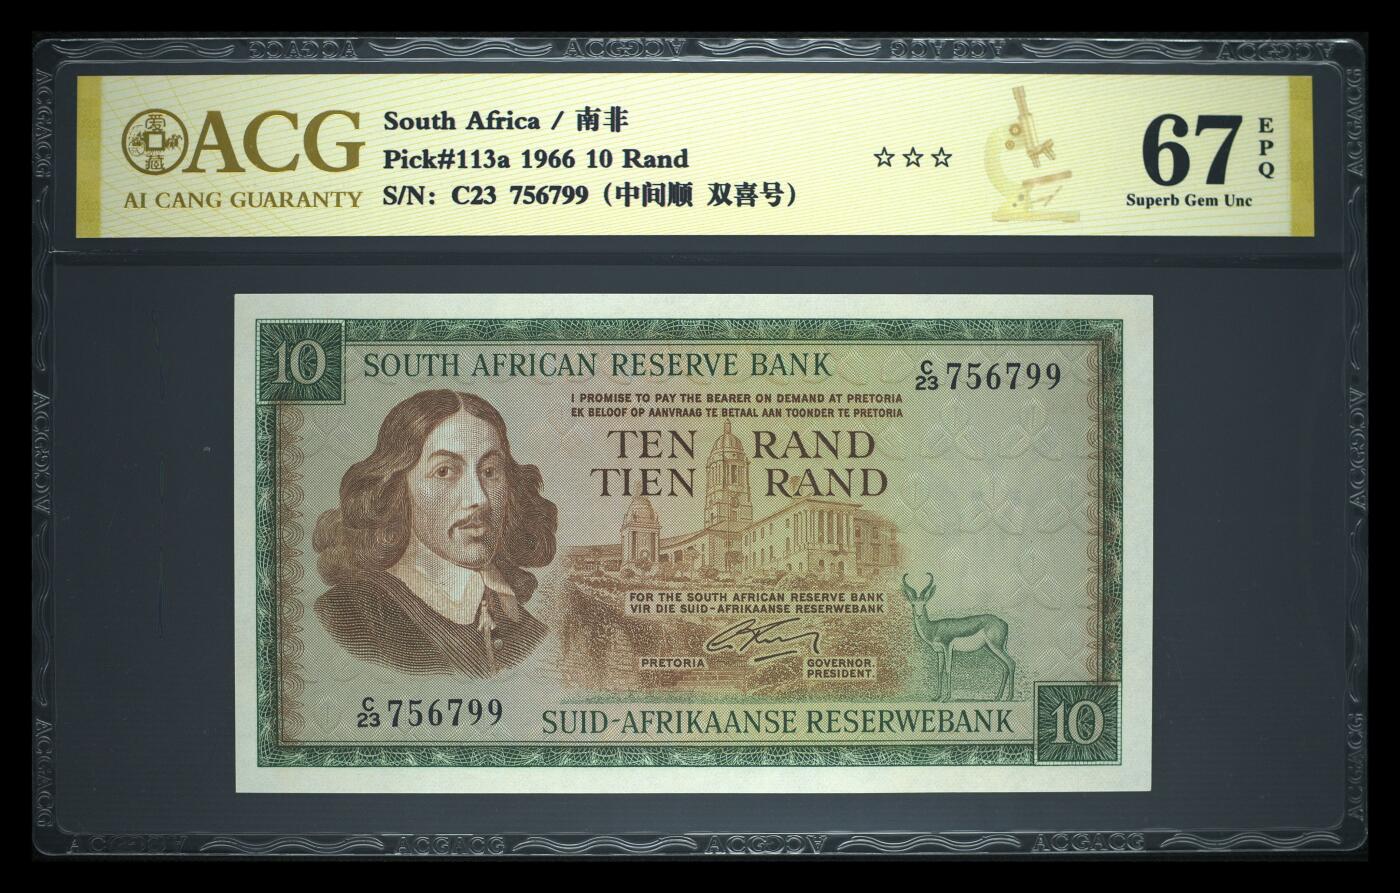 ACG
AI CANG GUARANTY
South Africa / 南非
Pick#113a 1966 10 Rand
S/N: C23 756799 (中间顺 双喜号)
☆☆☆
67
EPQ
Superb Gem Unc
10
SOUTH AFRICAN RESERVE BANK
C/23 756799
I PROMISE TO PAY THE BEARER ON DEMAND AT PRETORIA
EK BELOOF OP AANVRAAG TE BETAAL AAN TOONDER TE PRETORIA
TEN RAND
TIEN RAND
FOR THE SOUTH AFRICAN RESERVE BANK
VIR DIE SUID-AFRIKAANSE RESERWEBANK
PRETORIA
GOVERNOR.
PRESIDENT.
C/23 756799
SUID-AFRIKAANSE RESERWEBANK
10